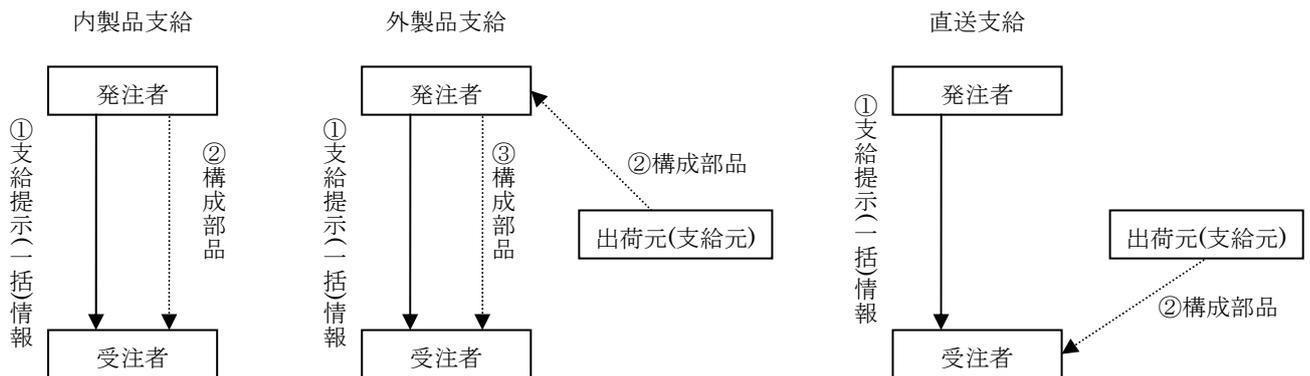 内製品支給
発注者
①支給提示(一括)情報
②構成部品
受注者
外製品支給
発注者
①支給提示(一括)情報
③構成部品
②構成部品
出荷元(支給元)
受注者
直送支給
発注者
①支給提示(一括)情報
出荷元(支給元)
②構成部品
受注者